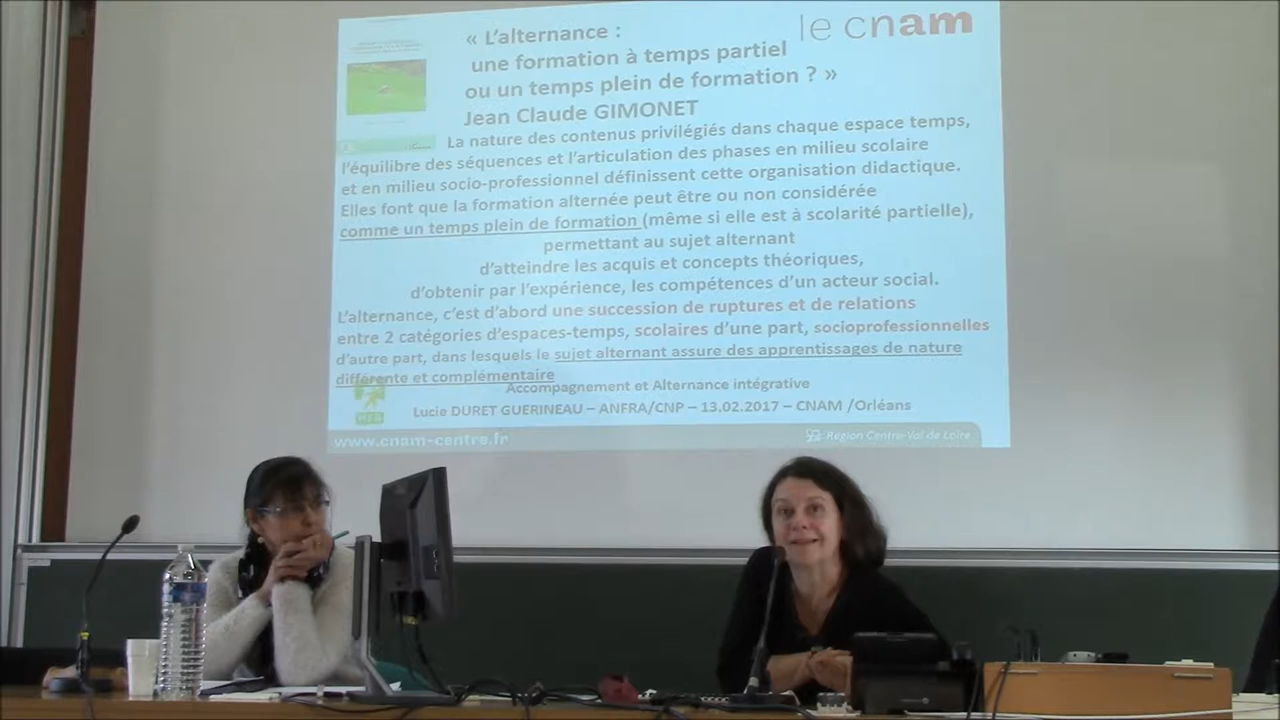 « L'alternance :
le cnam
une formation à temps partiel
ou un temps plein de formation ? »
Jean Claude GIMONET
La nature des contenus privilégiés dans chaque espace temps,
l'équilibre des séquences et l'articulation des phases en milieu scolaire
et en milieu socio-professionnel définissent cette organisation didactique.
Elles font que la formation alternée peut être ou non considérée
comme un temps plein de formation (même si elle est à scolarité partielle),
permettant au sujet alternant
d'atteindre les acquis et concepts théoriques,
d'obtenir par l'expérience, les compétences d'un acteur social.
L'alternance, c'est d'abord une succession de ruptures et de relations
entre 2 catégories d'espaces-temps, scolaires d'une part, socioprofessionnelles
d'autre part, dans lesquels le sujet alternant assure des apprentissages de nature
différente et complémentaire
Accompagnement et Alternance intégrative
Lucie DURET GUERINEAU – ANFRA/CNP – 13.02.2017 – CNAM /Orléans
www.cnam-centre.fr
Région Centre-Val de Loire